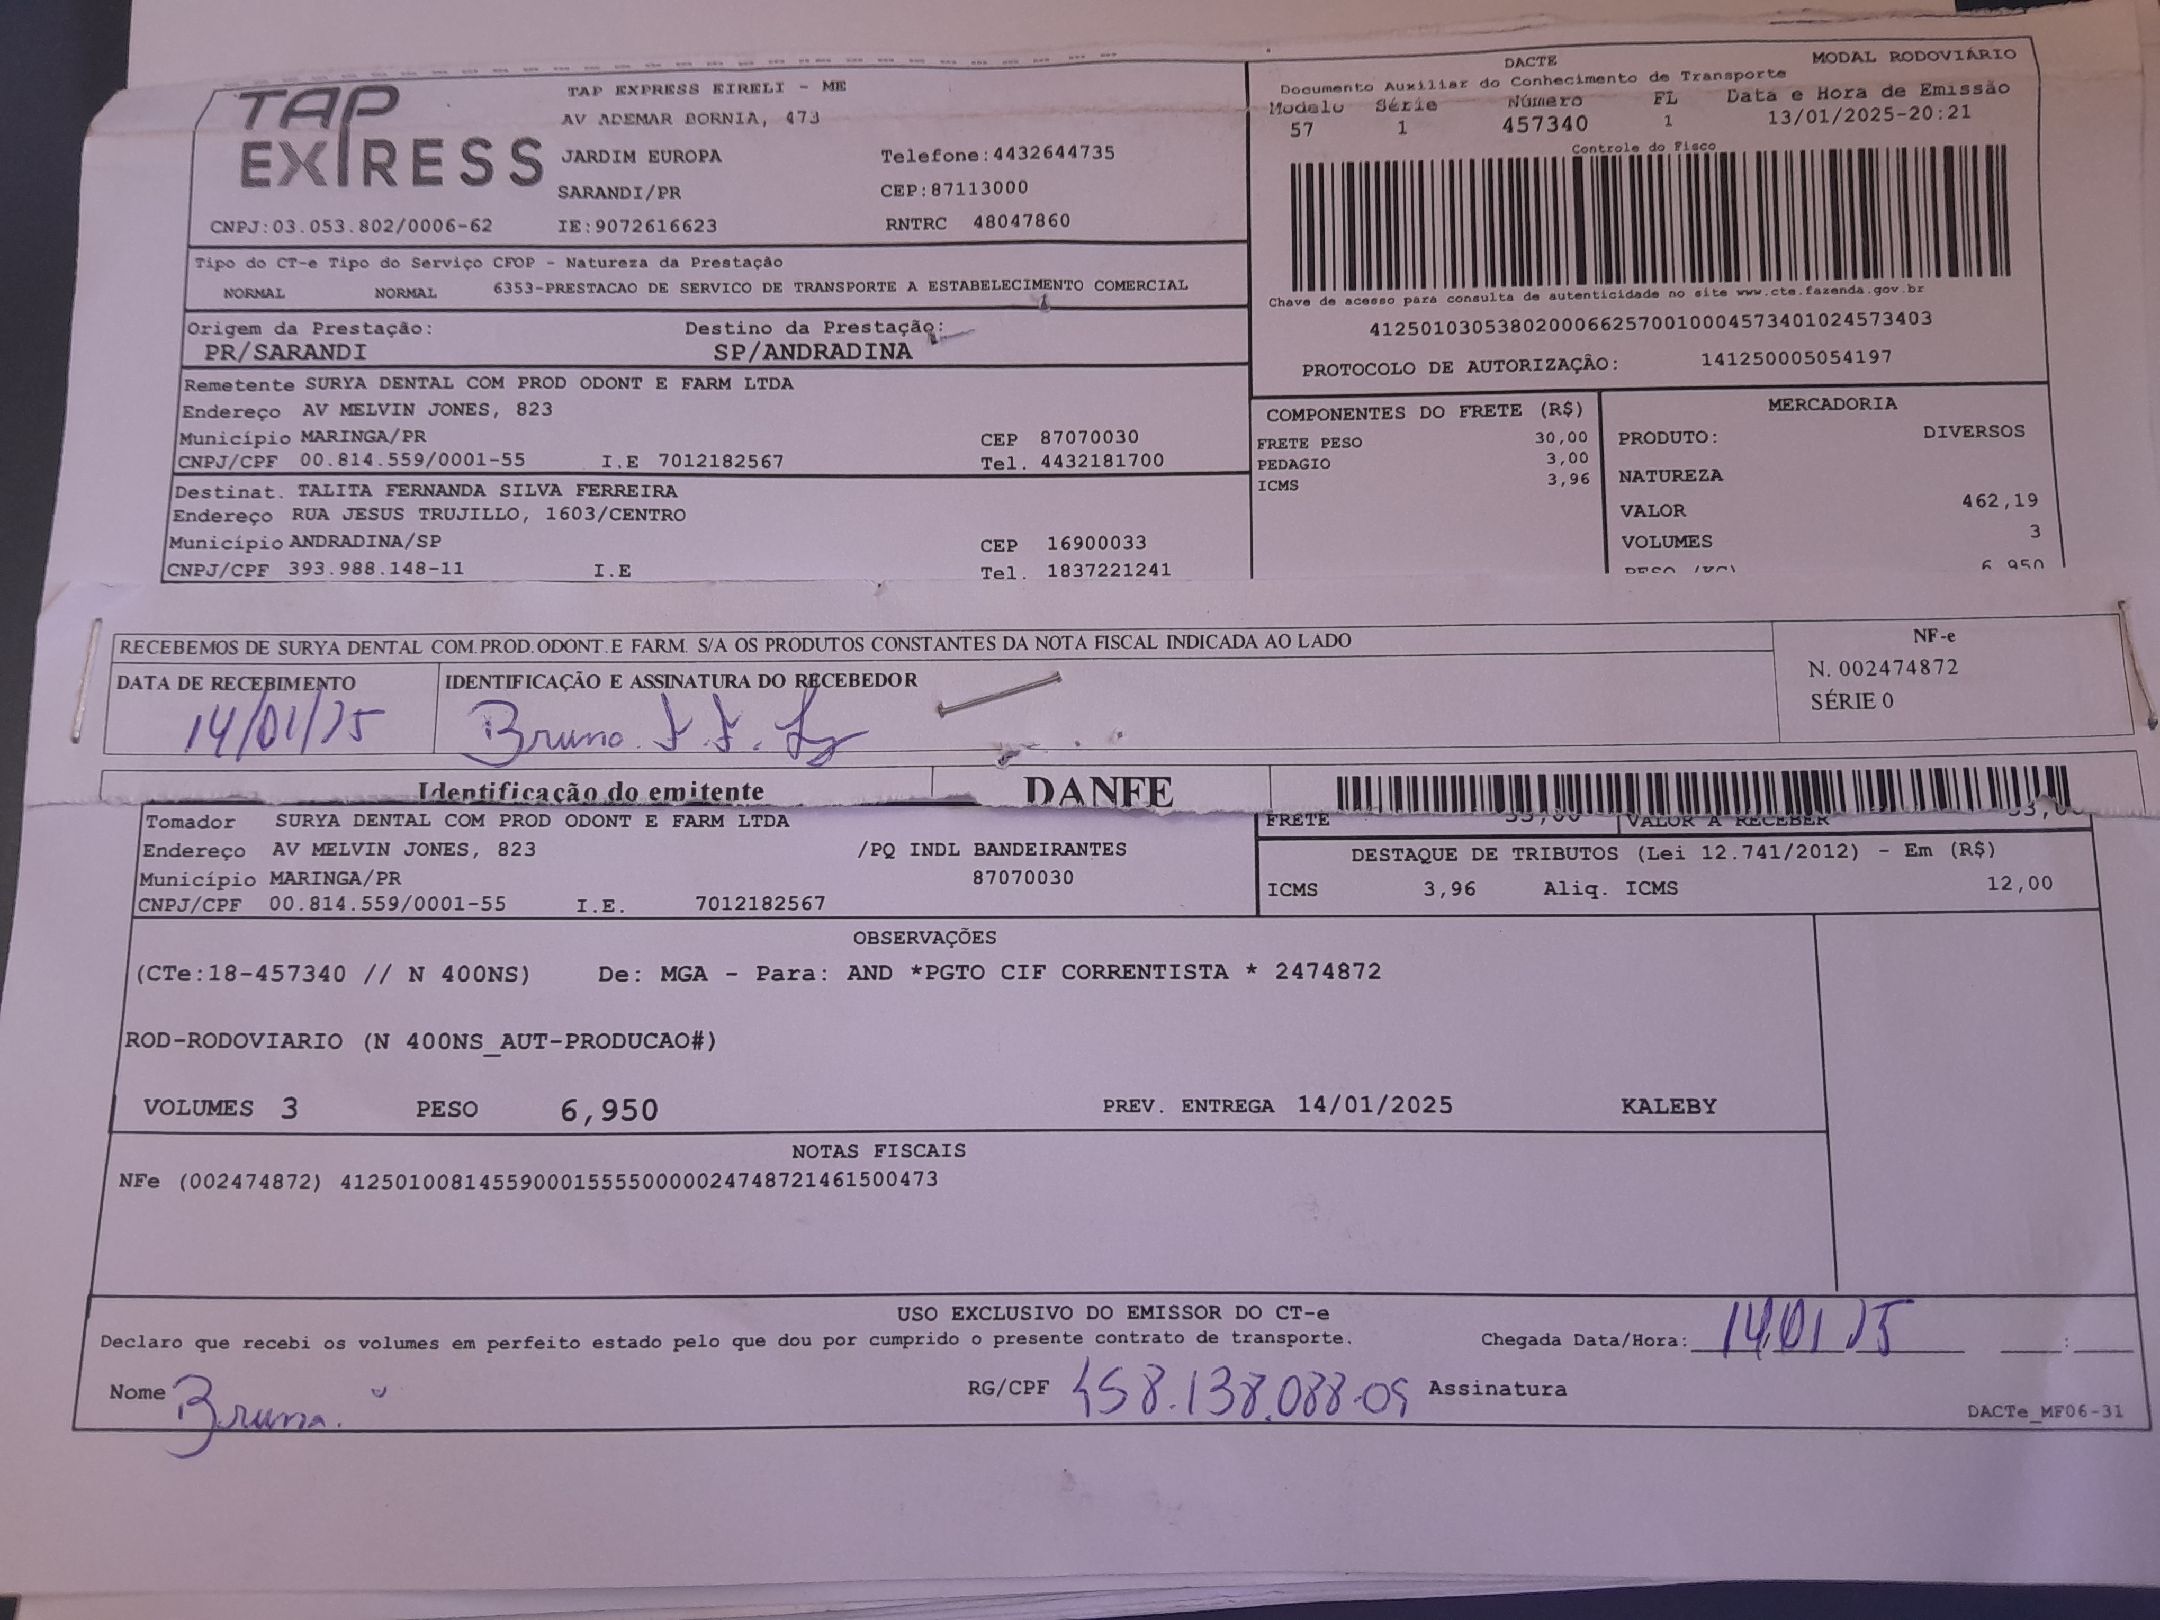 TAP EXPRESS
TAP EXPRESS EIRELI - ME
AV ADEMAR BORNIA, 473
JARDIM EUROPA Telefone:4432644735
SARANDI/PR CEP:87113000
CNPJ:03.053.802/0006-62 IE:9072616623 RNTRC 48047860
DACTE MODAL RODOVIÁRIO
Documento Auxiliar do Conhecimento de Transporte
Modelo Série Número FL Data e Hora de Emissão
57 1 457340 1 13/01/2025-20:21
Controle do Fisco
Chave de acesso para consulta de autenticidade no site www.cte.fazenda.gov.br
41250103053802000662570010004573401024573403
PROTOCOLO DE AUTORIZAÇÃO: 141250005054197
Tipo do CT-e Tipo do Serviço CFOP - Natureza da Prestação
NORMAL NORMAL 6353-PRESTACAO DE SERVICO DE TRANSPORTE A ESTABELECIMENTO COMERCIAL
Origem da Prestação: Destino da Prestação:
PR/SARANDI SP/ANDRADINA
Remetente SURYA DENTAL COM PROD ODONT E FARM LTDA
Endereço AV MELVIN JONES, 823
Município MARINGA/PR CEP 87070030
CNPJ/CPF 00.814.559/0001-55 I.E 7012182567 Tel. 4432181700
Destinat. TALITA FERNANDA SILVA FERREIRA
Endereço RUA JESUS TRUJILLO, 1603/CENTRO
Município ANDRADINA/SP CEP 16900033
CNPJ/CPF 393.988.148-11 I.E Tel. 1837221241
COMPONENTES DO FRETE (R$)
FRETE PESO 30,00
PEDAGIO 3,00
ICMS 3,96
MERCADORIA
PRODUTO: DIVERSOS
NATUREZA
VALOR 462,19
VOLUMES 3
PESO (KG) 6,950
RECEBEMOS DE SURYA DENTAL COM.PROD.ODONT.E FARM. S/A OS PRODUTOS CONSTANTES DA NOTA FISCAL INDICADA AO LADO
DATA DE RECEBIMENTO IDENTIFICAÇÃO E ASSINATURA DO RECEBEDOR
14/01/25 Bruno.
NF-e
N. 002474872
SÉRIE 0
Identificação do emitente DANFE
Tomador SURYA DENTAL COM PROD ODONT E FARM LTDA
Endereço AV MELVIN JONES, 823 /PQ INDL BANDEIRANTES
Município MARINGA/PR 87070030
CNPJ/CPF 00.814.559/0001-55 I.E. 7012182567
FRETE 33,00 VALOR A RECEBER 33,00
DESTAQUE DE TRIBUTOS (Lei 12.741/2012) - Em (R$)
ICMS 3,96 Aliq. ICMS 12,00
OBSERVAÇÕES
(CTe:18-457340 // N 400NS) De: MGA - Para: AND *PGTO CIF CORRENTISTA * 2474872
ROD-RODOVIARIO (N 400NS_AUT-PRODUCAO#)
VOLUMES 3 PESO 6,950 PREV. ENTREGA 14/01/2025 KALEBY
NOTAS FISCAIS
NFe (002474872) 41250100814559000155550000024748721461500473
USO EXCLUSIVO DO EMISSOR DO CT-e
Declaro que recebi os volumes em perfeito estado pelo que dou por cumprido o presente contrato de transporte. Chegada Data/Hora: 14/01 25 :
Nome Bruno. RG/CPF 458.138.088-09 Assinatura
DACTe_MF06-31